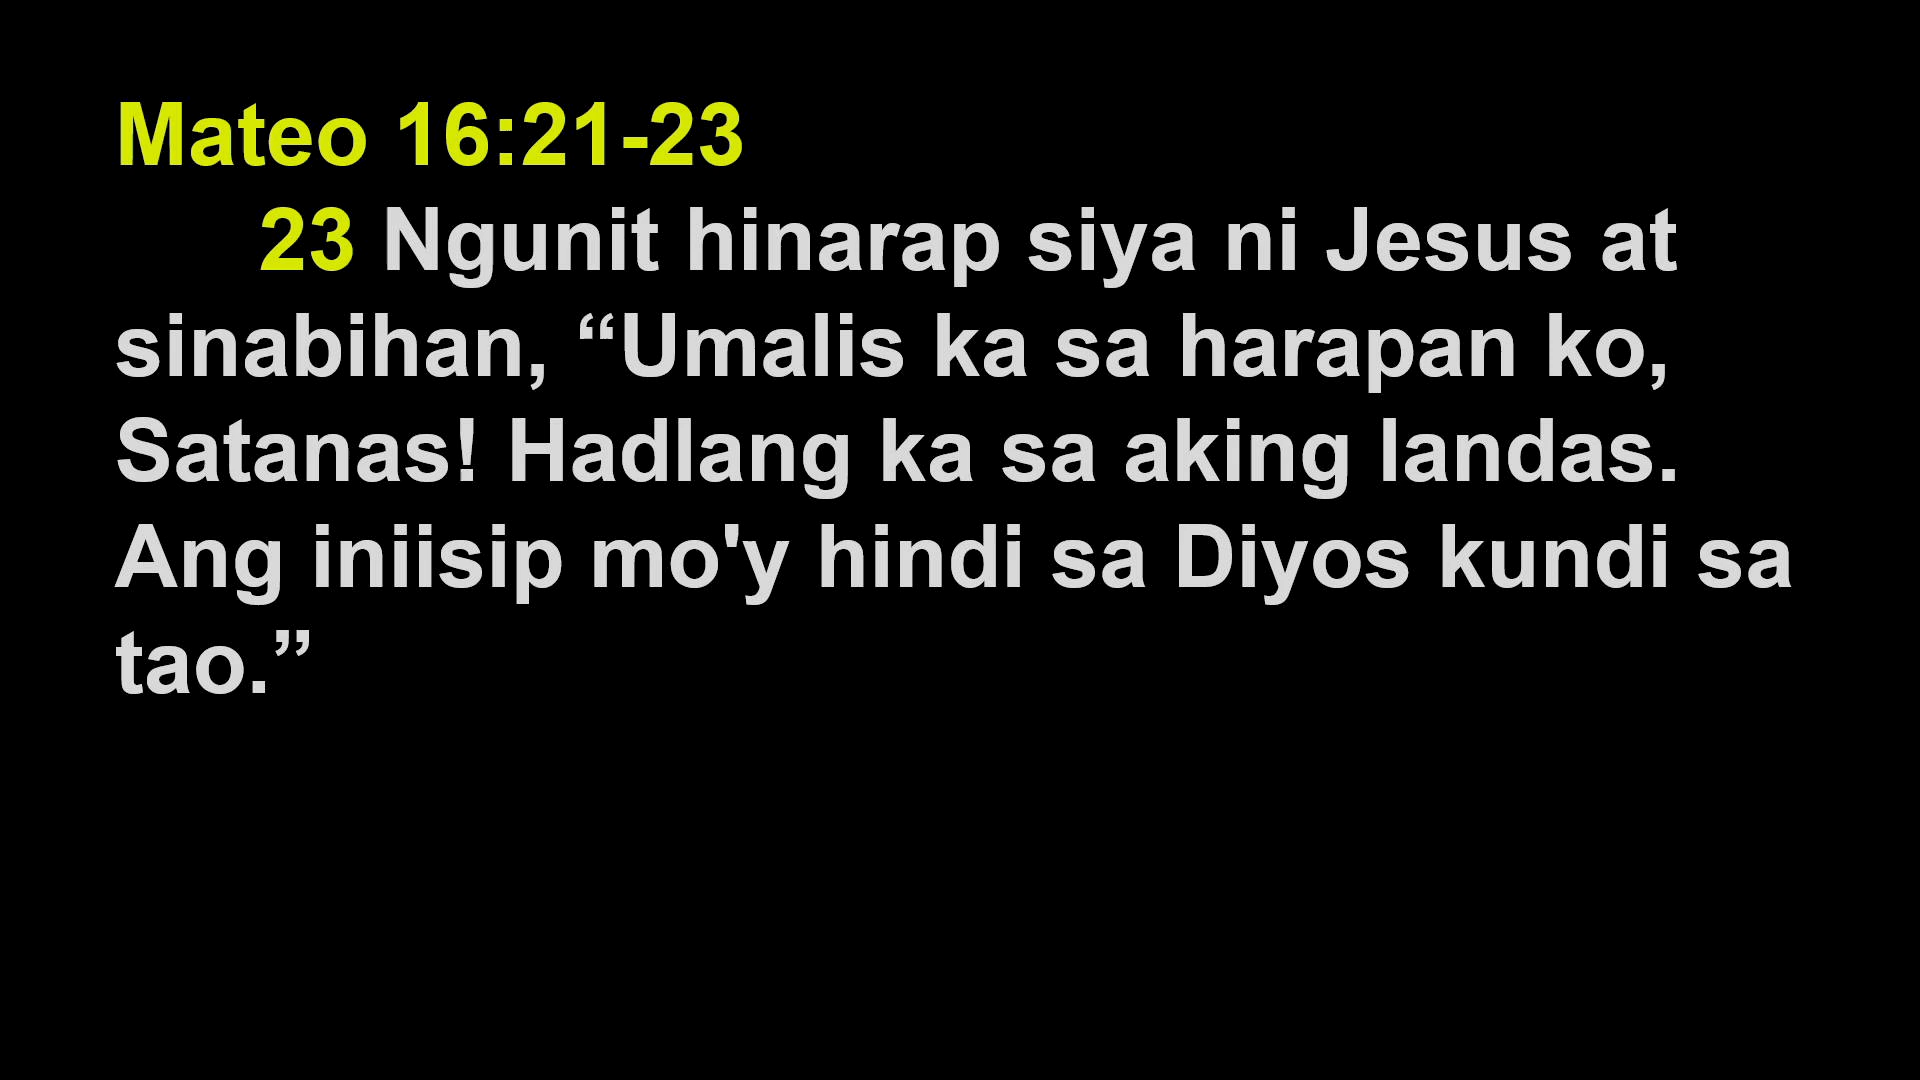 Mateo 16:21-23
23 Ngunit hinarap siya ni Jesus at
sinabihan, “Umalis ka sa harapan ko,
Satanas! Hadlang ka sa aking landas.
Ang iniisip mo'y hindi sa Diyos kundi sa
tao.”